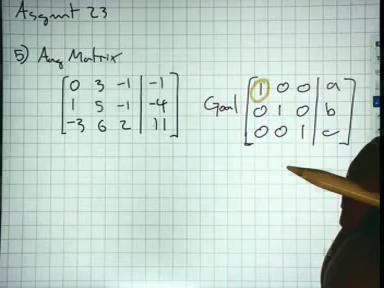 Asgmt 23
5) Aug Matrix
0 3 -1 | -1
1 5 -1 | -4
-3 6 2 | 11
Goal
1 0 0 | a
0 1 0 | b
0 0 1 | c